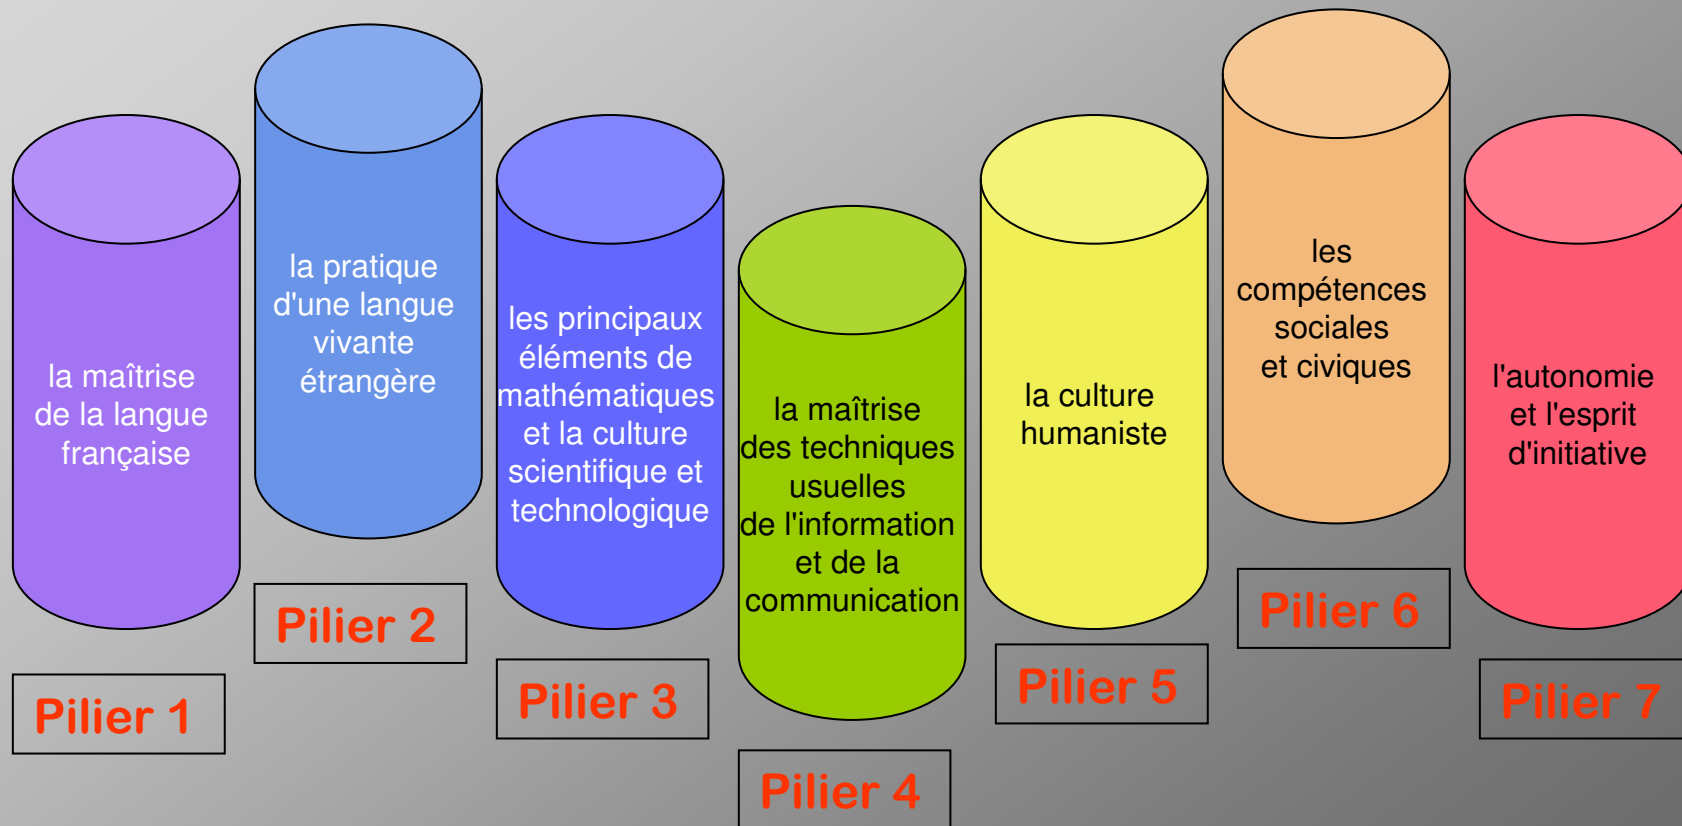 la maîtrise
de la langue
française
Pilier 1
la pratique
d'une langue
vivante
étrangère
Pilier 2
les principaux
éléments de
mathématiques
et la culture
scientifique et
technologique
Pilier 3
la maîtrise
des techniques
usuelles
de l'information
et de la
communication
Pilier 4
la culture
humaniste
Pilier 5
les
compétences
sociales
et civiques
Pilier 6
l'autonomie
et l'esprit
d'initiative
Pilier 7